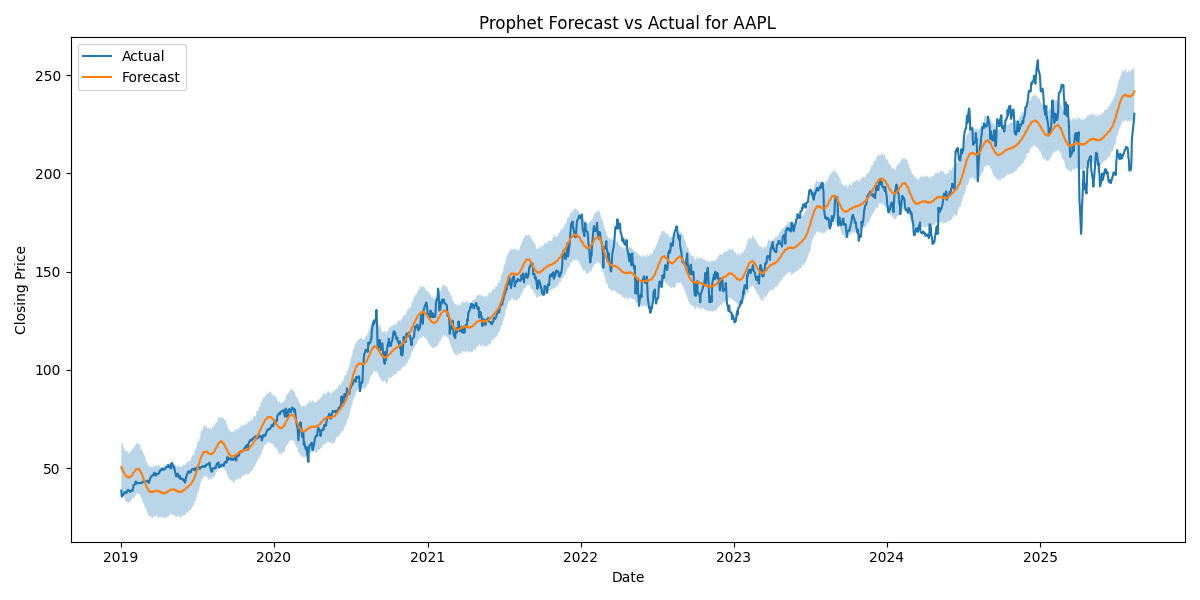 Prophet Forecast vs Actual for AAPL
Actual
Forecast
250
200
150
100
50
Closing Price
2019 2020 2021 2022 2023 2024 2025
Date